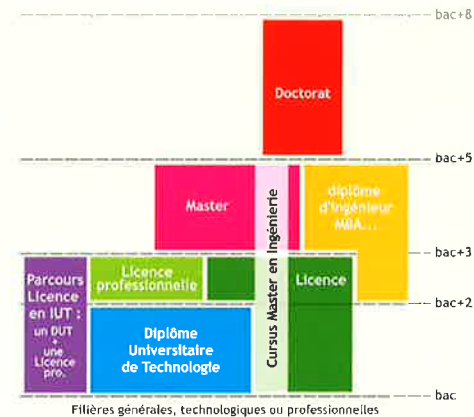 bac+8
Doctorat
bac+5
Master
diplôme
d'ingénieur
MBA...
Cursus Master en Ingénierie
bac+3
Parcours
Licence
en IUT :
un DUT
+
une
Licence
pro.
Licence
professionnelle
Licence
bac+2
Diplôme
Universitaire
de Technologie
bac
Filières générales, technologiques ou professionnelles